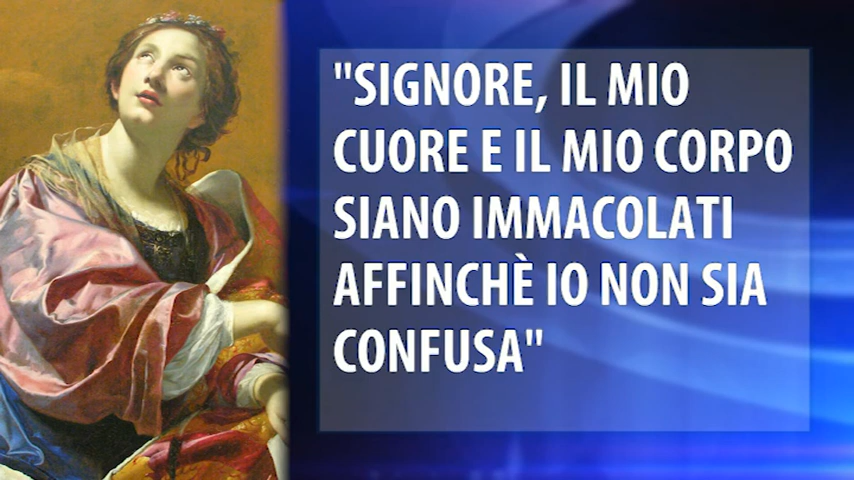 "SIGNORE, IL MIO
CUORE E IL MIO CORPO
SIANO IMMACOLATI
AFFINCHÈ IO NON SIA
CONFUSA"